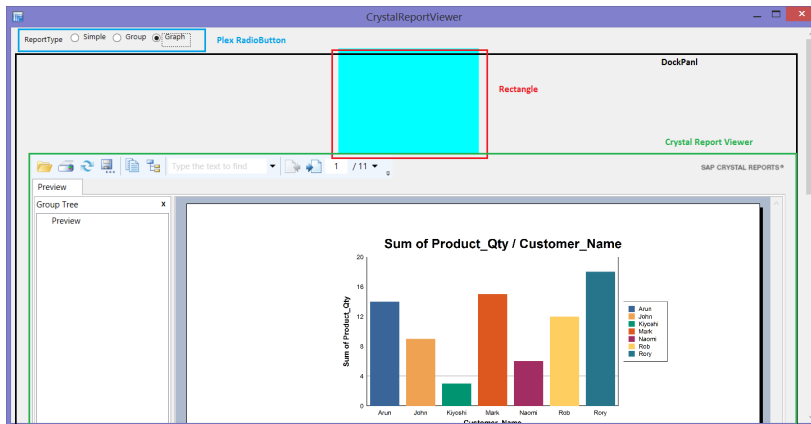 CrystalReportViewer
ReportType Simple Group Graph
Plex RadioButton
DockPanl
Rectangle
Crystal Report Viewer
Type the text to find
1 / 11
SAP CRYSTAL REPORTS®
Preview
Group Tree x
Preview
Sum of Product_Qty / Customer_Name
20
16
12
8
4
0
Sum of Product_Qty
Arun
John
Kiyoshi
Mark
Naomi
Rob
Rory
Arun John Kiyoshi Mark Naomi Rob Rory
Customer_Name